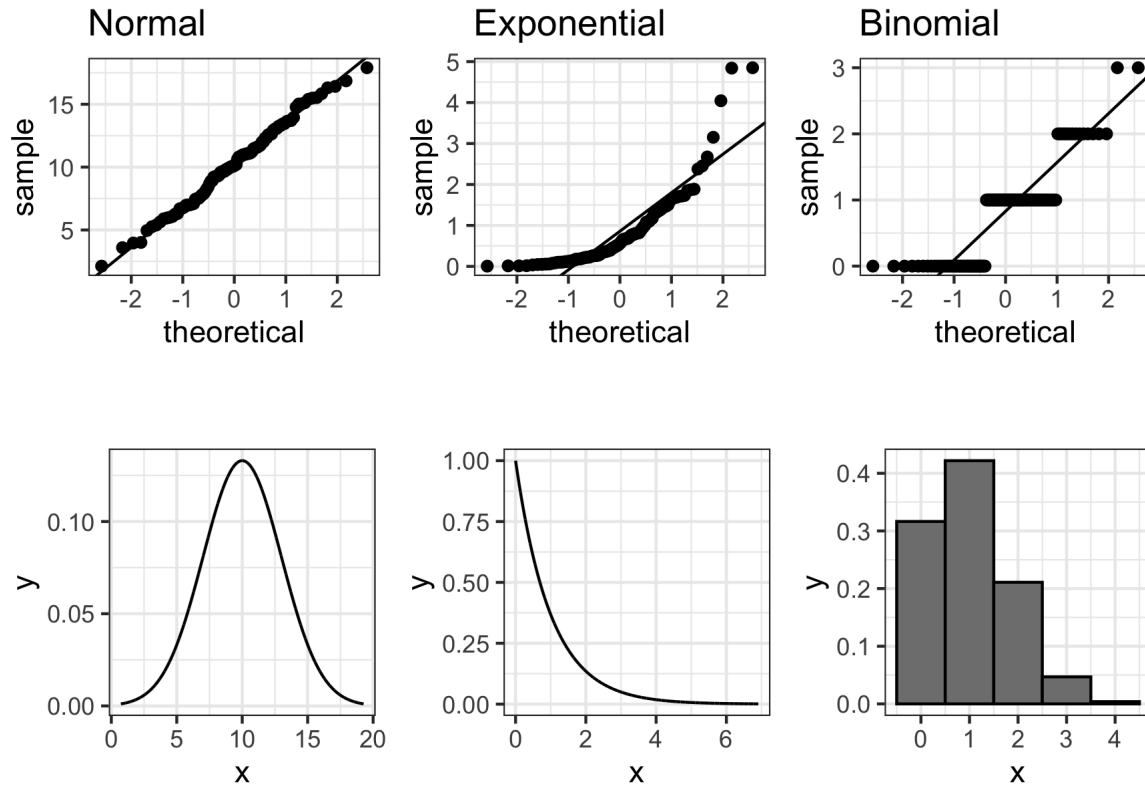 Normal
Exponential
Binomial
sample
15
10
5
-2 -1 0 1 2
theoretical
sample
5
4
3
2
1
0
-2 -1 0 1 2
theoretical
sample
3
2
1
0
-2 -1 0 1 2
theoretical
y
0.10
0.05
0.00
0 5 10 15 20
x
y
1.00
0.75
0.50
0.25
0.00
0 2 4 6
x
y
0.4
0.3
0.2
0.1
0.0
0 1 2 3 4
x